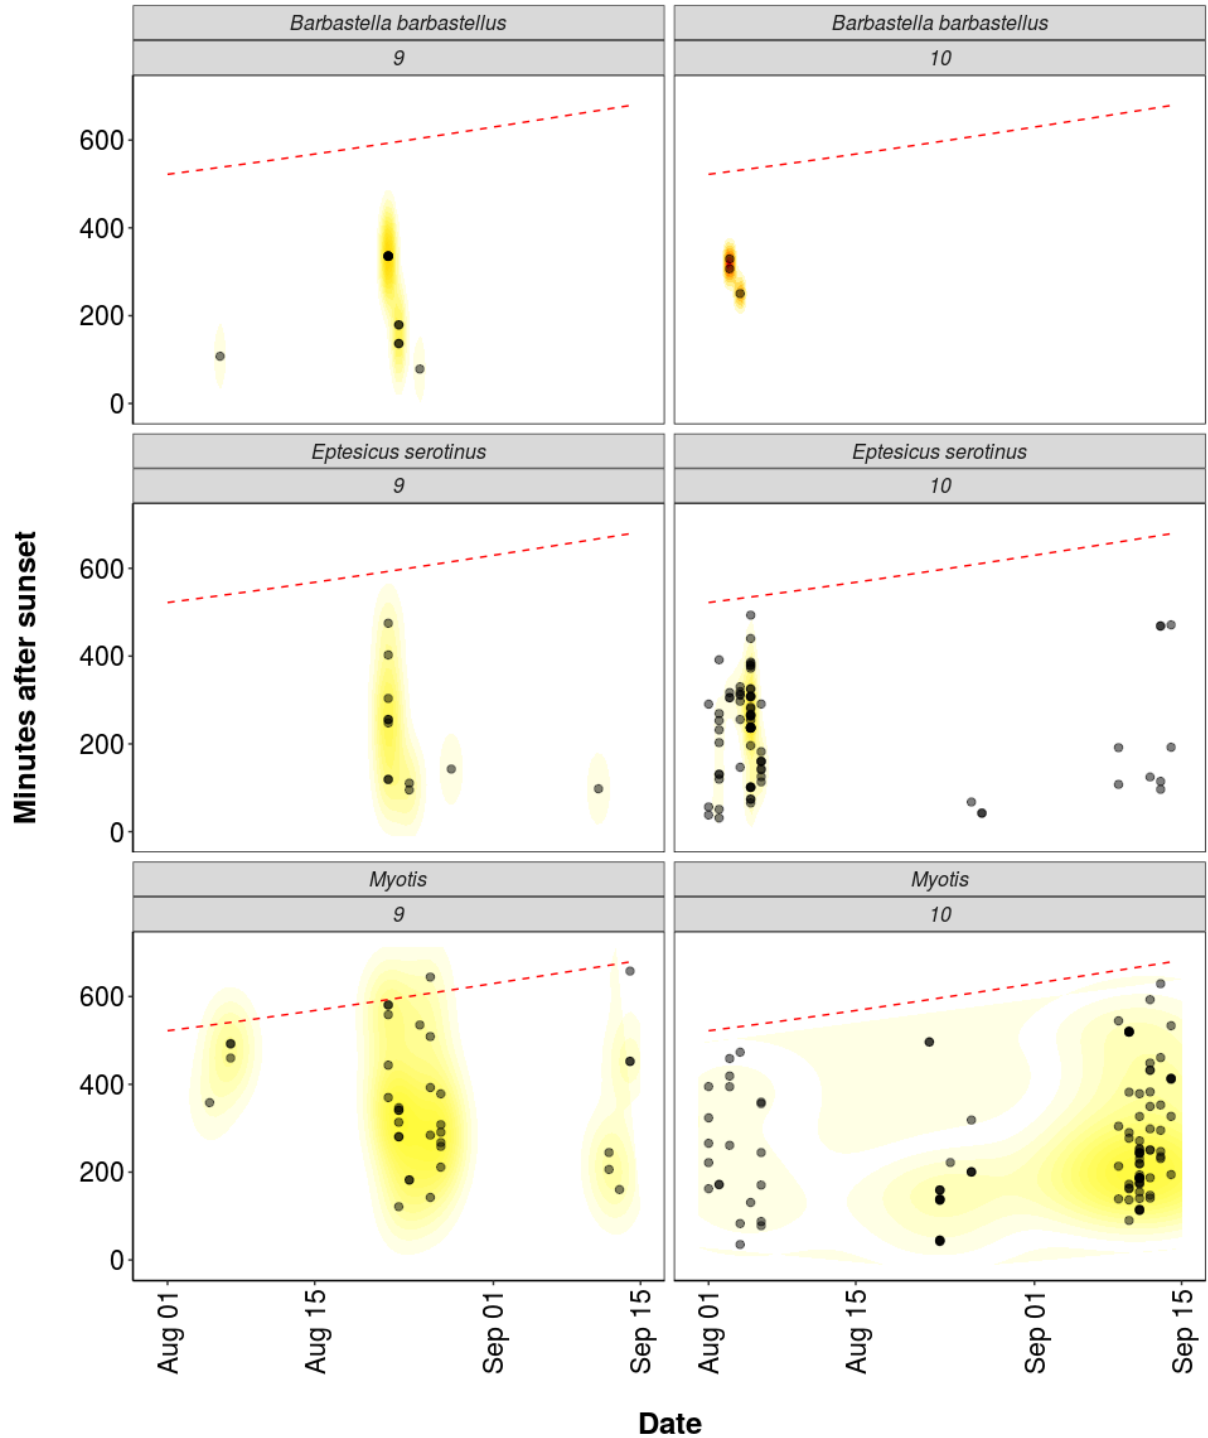 Barbastella barbastellus
Barbastella barbastellus
9
10
600
400
200
0
Eptesicus serotinus
Eptesicus serotinus
9
10
Minutes after sunset
600
400
200
0
Myotis
Myotis
9
10
600
400
200
0
Aug 01
Aug 15
Sep 01
Sep 15
Aug 01
Aug 15
Sep 01
Sep 15
Date